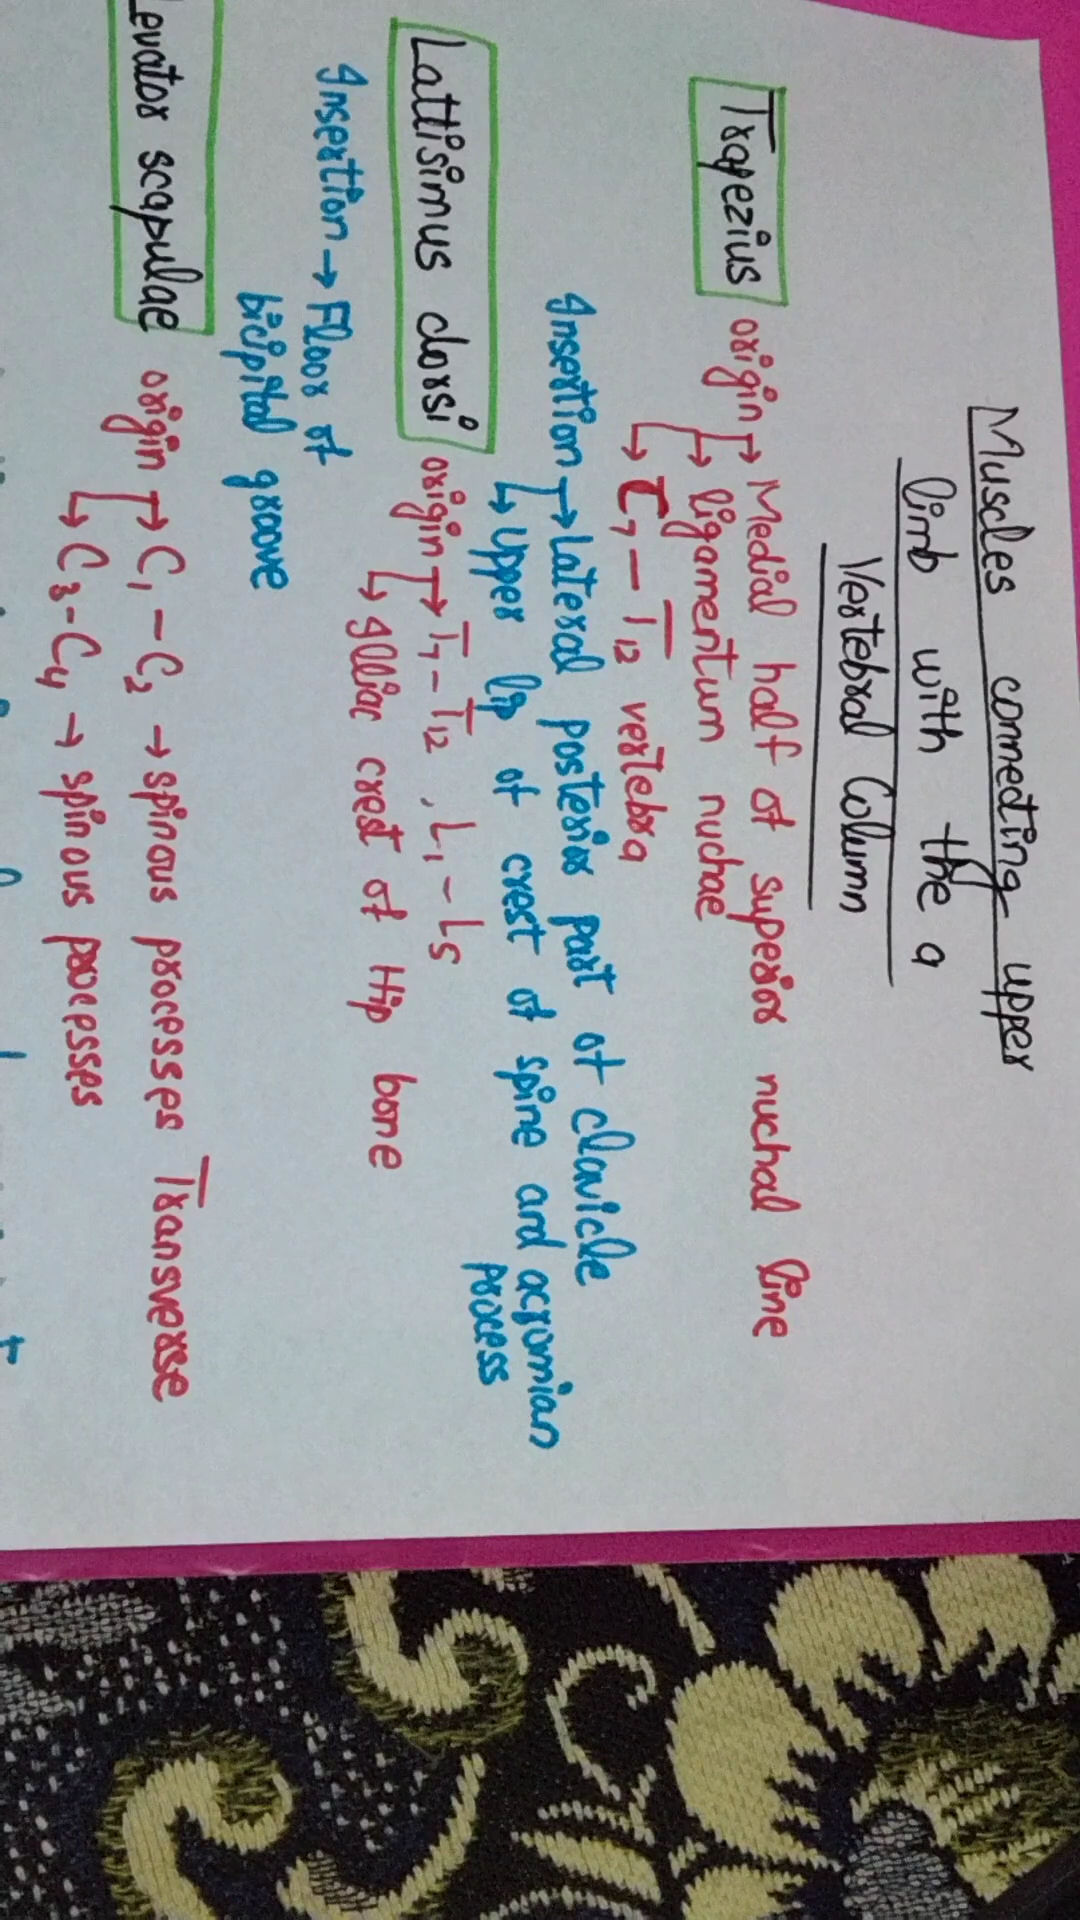 Muscles connecting upper
limb with the a
Vertebral Column
Trapezius origin → Medial half of superior nuchal line
→ ligamentum nuchae
→ C7 - T12 vertebra
Insertion → Lateral posterior part of clavicle
→ Upper lip of crest of spine and acromian
process
Lattisimus dorsi origin → T7 - T12, L1 - L5
→ Illiac crest of Hip bone
Insertion → Floor of
bicipital groove
Levator scapulae origin → C1 - C2 → spinous processes Transverse
→ C3 - C4 → spinous processes